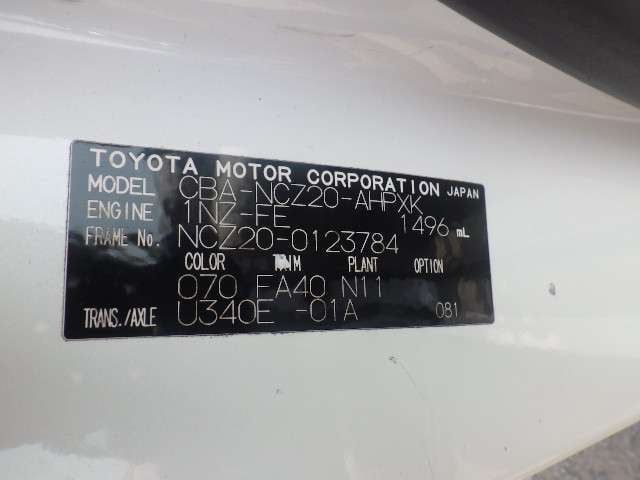 TOYOTA MOTOR CORPORATION JAPAN
MODEL CBA-NCZ20-AHPXK
ENGINE 1NZ-FE 1496 mL
FRAME No. NCZ20-0123784
COLOR TRIM PLANT OPTION
070 FA40 N11
TRANS./AXLE U340E -01A 081